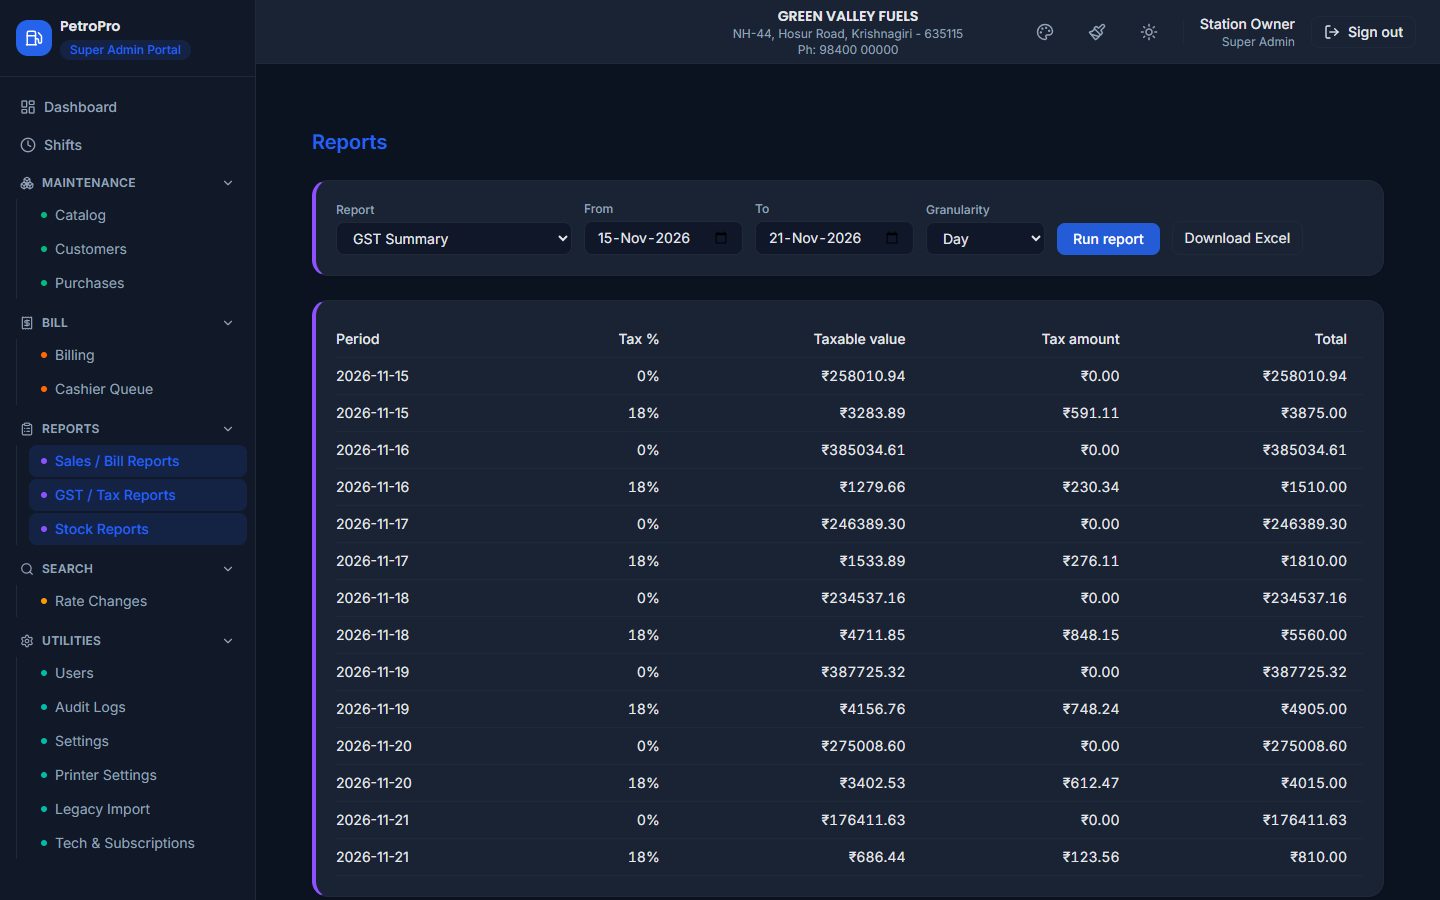 PetroPro
Super Admin Portal
GREEN VALLEY FUELS
NH-44, Hosur Road, Krishnagiri - 635115
Ph: 98400 00000
Station Owner
Super Admin
Sign out
Dashboard
Shifts
MAINTENANCE
Catalog
Customers
Purchases
BILL
Billing
Cashier Queue
REPORTS
Sales / Bill Reports
GST / Tax Reports
Stock Reports
SEARCH
Rate Changes
UTILITIES
Users
Audit Logs
Settings
Printer Settings
Legacy Import
Tech & Subscriptions
Reports
Report From To Granularity
GST Summary 15-Nov-2026 21-Nov-2026 Day Run report Download Excel
Period Tax % Taxable value Tax amount Total
2026-11-15 0% ₹258010.94 ₹0.00 ₹258010.94
2026-11-15 18% ₹3283.89 ₹591.11 ₹3875.00
2026-11-16 0% ₹385034.61 ₹0.00 ₹385034.61
2026-11-16 18% ₹1279.66 ₹230.34 ₹1510.00
2026-11-17 0% ₹246389.30 ₹0.00 ₹246389.30
2026-11-17 18% ₹1533.89 ₹276.11 ₹1810.00
2026-11-18 0% ₹234537.16 ₹0.00 ₹234537.16
2026-11-18 18% ₹4711.85 ₹848.15 ₹5560.00
2026-11-19 0% ₹387725.32 ₹0.00 ₹387725.32
2026-11-19 18% ₹4156.76 ₹748.24 ₹4905.00
2026-11-20 0% ₹275008.60 ₹0.00 ₹275008.60
2026-11-20 18% ₹3402.53 ₹612.47 ₹4015.00
2026-11-21 0% ₹176411.63 ₹0.00 ₹176411.63
2026-11-21 18% ₹686.44 ₹123.56 ₹810.00